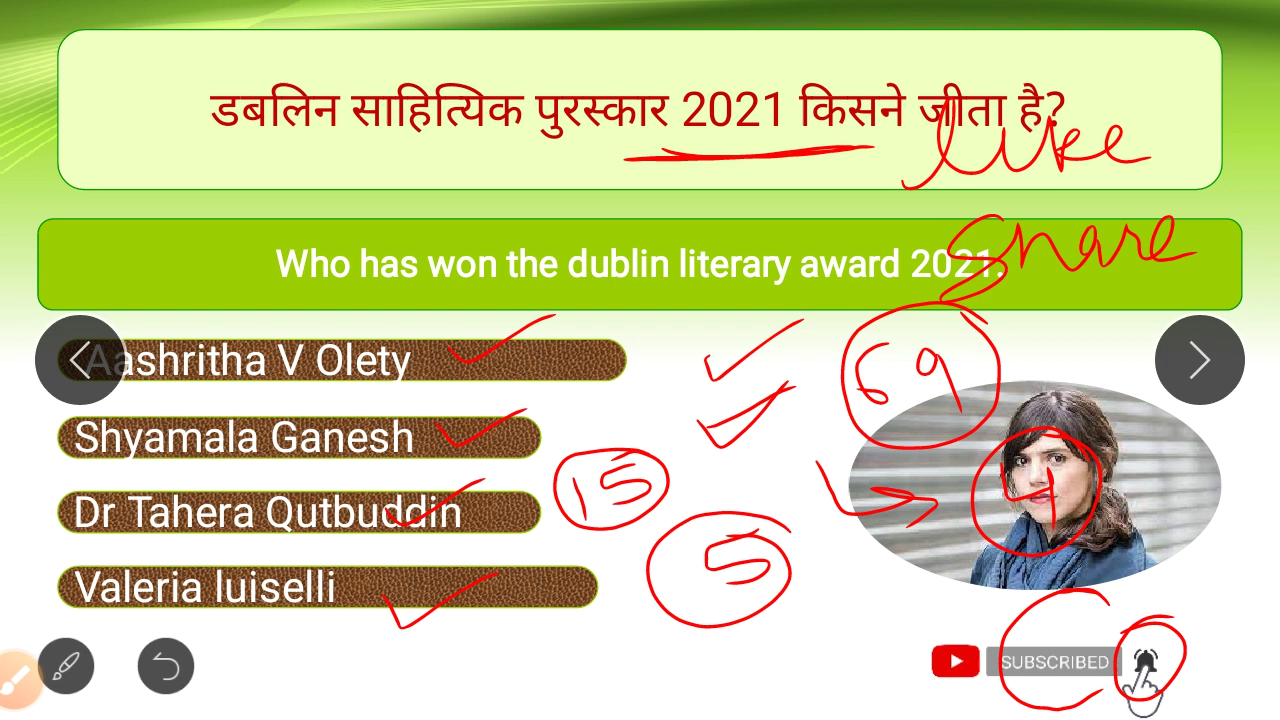 डबलिन साहित्यिक पुरस्कार 2021 किसने जीता है?
like
Who has won the dublin literary award 2021.
share
Aashritha V Olety
69
Shyamala Ganesh
15
4
Dr Tahera Qutbuddin
5
Valeria luiselli
SUBSCRIBED